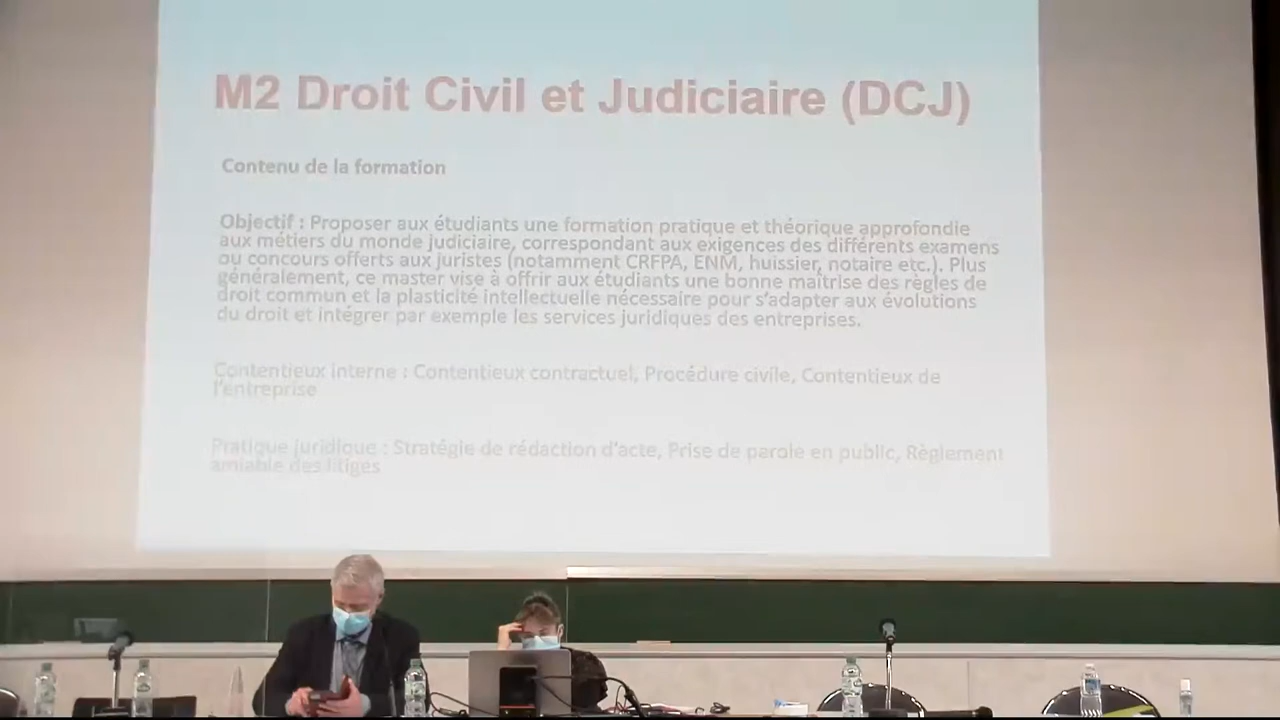 M2 Droit Civil et Judiciaire (DCJ)
Contenu de la formation
Objectif : Proposer aux étudiants une formation pratique et théorique approfondie
aux métiers du monde judiciaire, correspondant aux exigences des différents examens
ou concours offerts aux juristes (notamment CRFPA, ENM, huissier, notaire etc.). Plus
généralement, ce master vise à offrir aux étudiants une bonne maîtrise des règles de
droit commun et la plasticité intellectuelle nécessaire pour s'adapter aux évolutions
du droit et intégrer par exemple les services juridiques des entreprises.
Contentieux interne : Contentieux contractuel, Procédure civile, Contentieux de
l'entreprise
Pratique juridique : Stratégie de rédaction d'acte, Prise de parole en public, Règlement
amiable des litiges